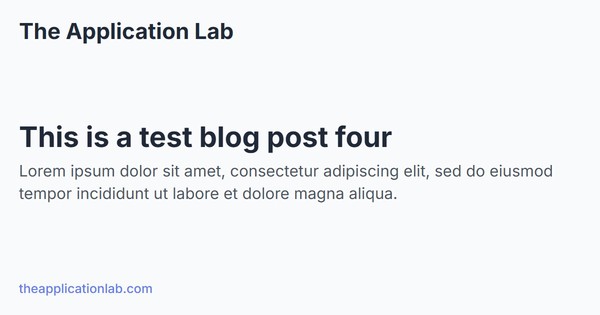 The Application Lab
This is a test blog post four
Lorem ipsum dolor sit amet, consectetur adipiscing elit, sed do eiusmod
tempor incididunt ut labore et dolore magna aliqua.
theapplicationlab.com